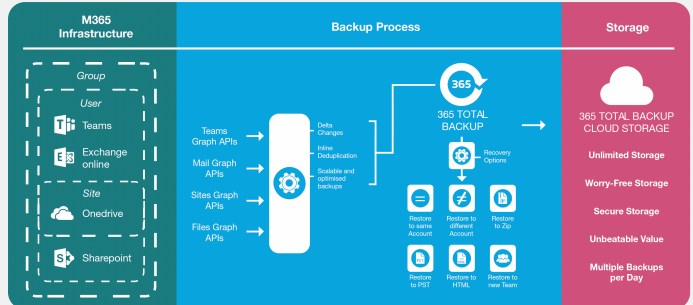 M365
Infrastructure
Backup Process
Storage
Group
User
Teams
Exchange
online
Site
Onedrive
Sharepoint
Teams
Graph APIs
Mail Graph
APIs
Sites Graph
APIs
Files Graph
APIs
Delta
Changes
Inline
Deduplication
Scalable and
optimised
backups
365
365 TOTAL
BACKUP
Recovery
Options
Restore
to same
Account
Restore to
different
Account
Restore
to Zip
Restore
to PST
Restore to
HTML
Restore to
new Team
365 TOTAL BACKUP
CLOUD STORAGE
Unlimited Storage
Worry-Free Storage
Secure Storage
Unbeatable Value
Multiple Backups
per Day